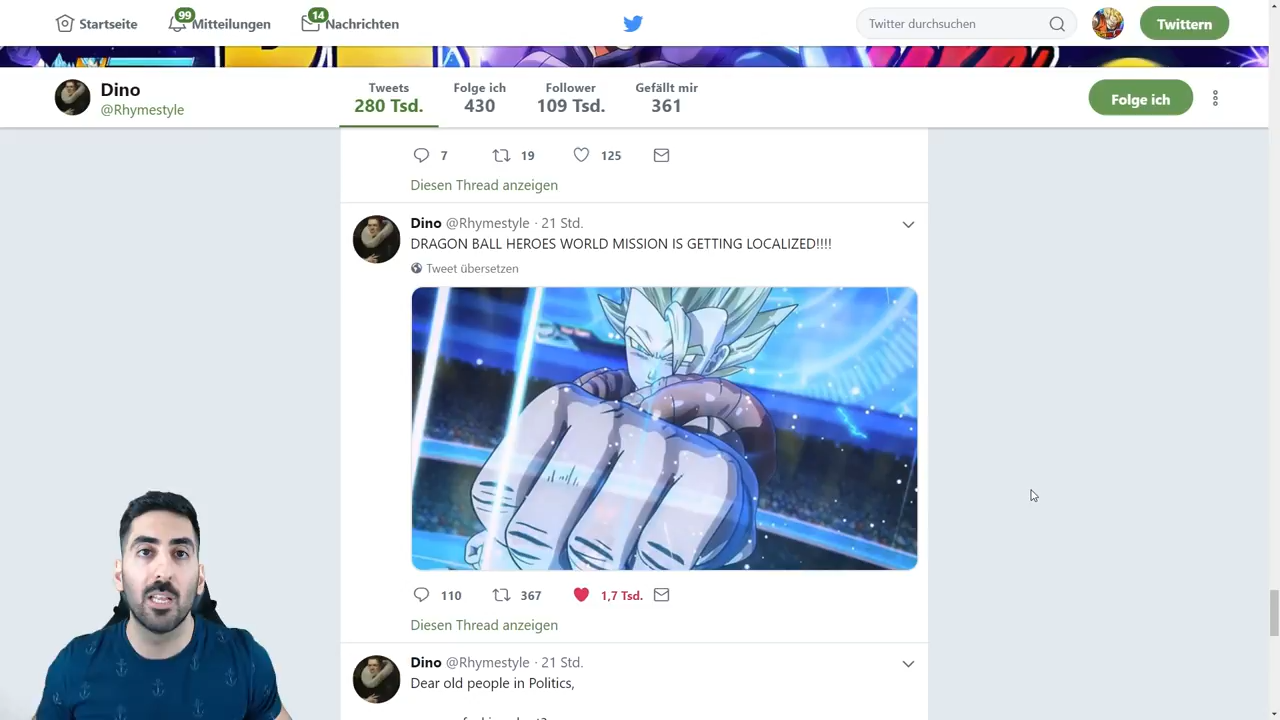 Startseite
99
Mitteilungen
14
Nachrichten
Twitter durchsuchen
Twittern
Dino
@Rhymestyle
Tweets
280 Tsd.
Folge ich
430
Follower
109 Tsd.
Gefällt mir
361
Folge ich
7
19
125
Diesen Thread anzeigen
Dino @Rhymestyle · 21 Std.
DRAGON BALL HEROES WORLD MISSION IS GETTING LOCALIZED!!!!
Tweet übersetzen
110
367
1,7 Tsd.
Diesen Thread anzeigen
Dino @Rhymestyle · 21 Std.
Dear old people in Politics,